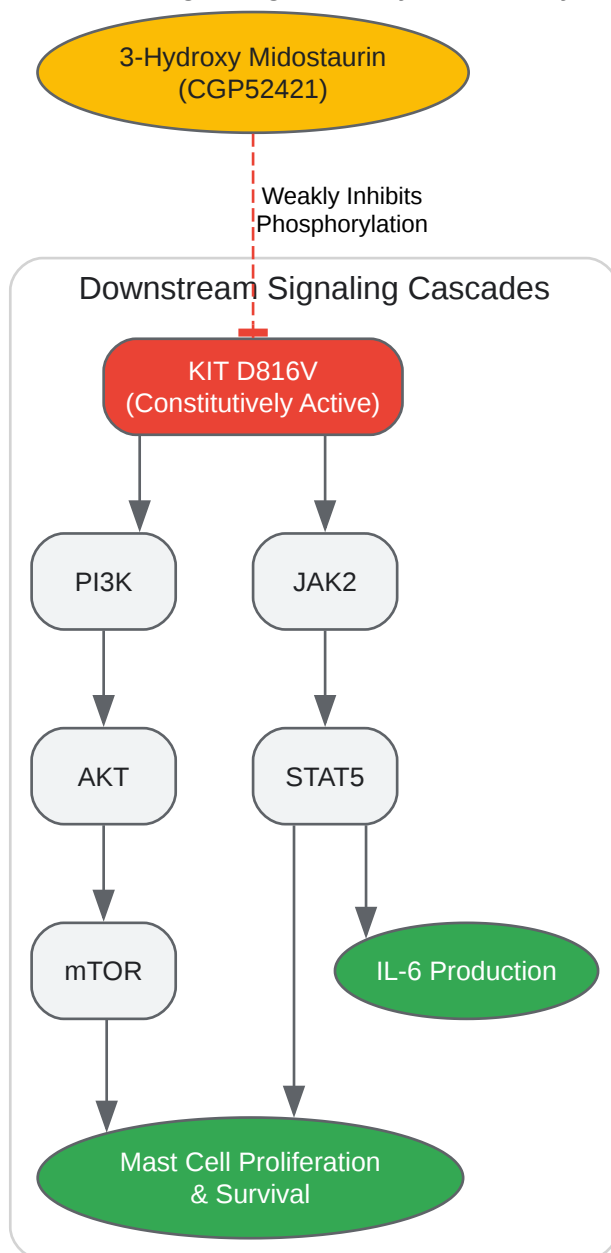 3-Hydroxy Midostaurin
(CGP52421)
Weakly Inhibits
Phosphorylation
Downstream Signaling Cascades
KIT D816V
(Constitutively Active)
PI3K
JAK2
AKT
STAT5
mTOR
IL-6 Production
Mast Cell Proliferation
& Survival